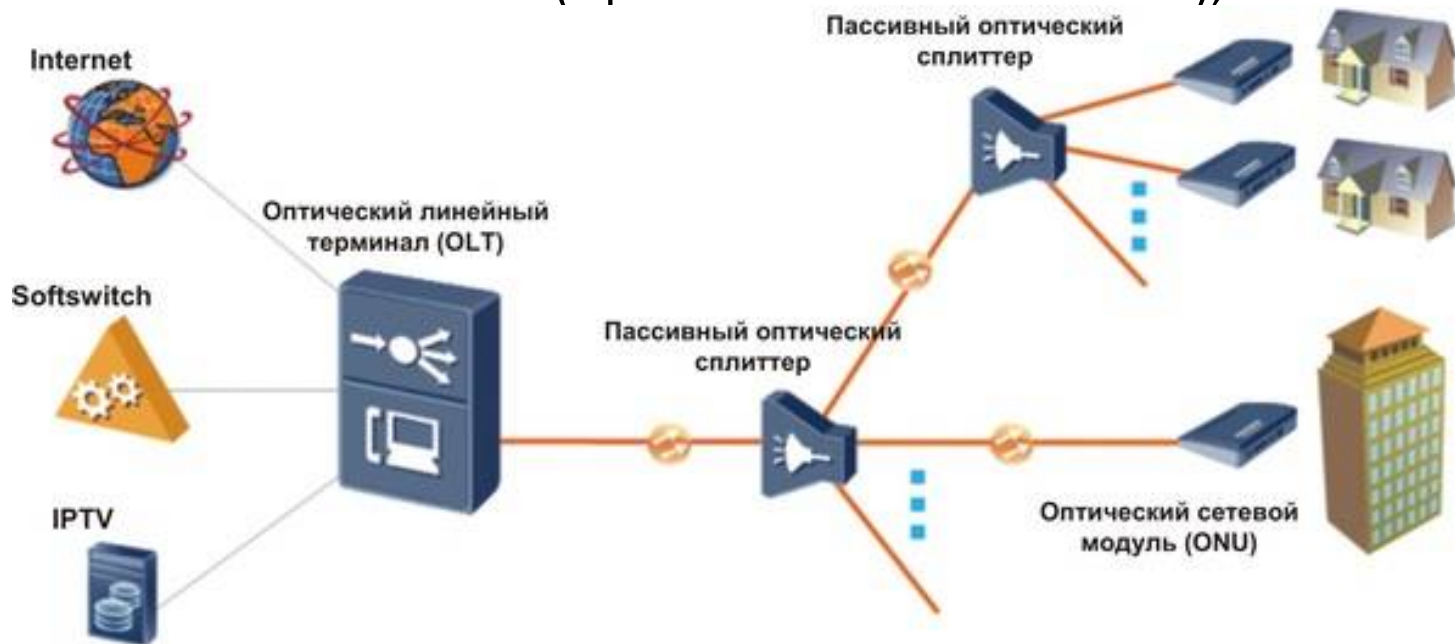 Пассивный оптический
сплиттер
Internet
Оптический линейный
терминал (OLT)
Softswitch
Пассивный оптический
сплиттер
IPTV
Оптический сетевой
модуль (ONU)